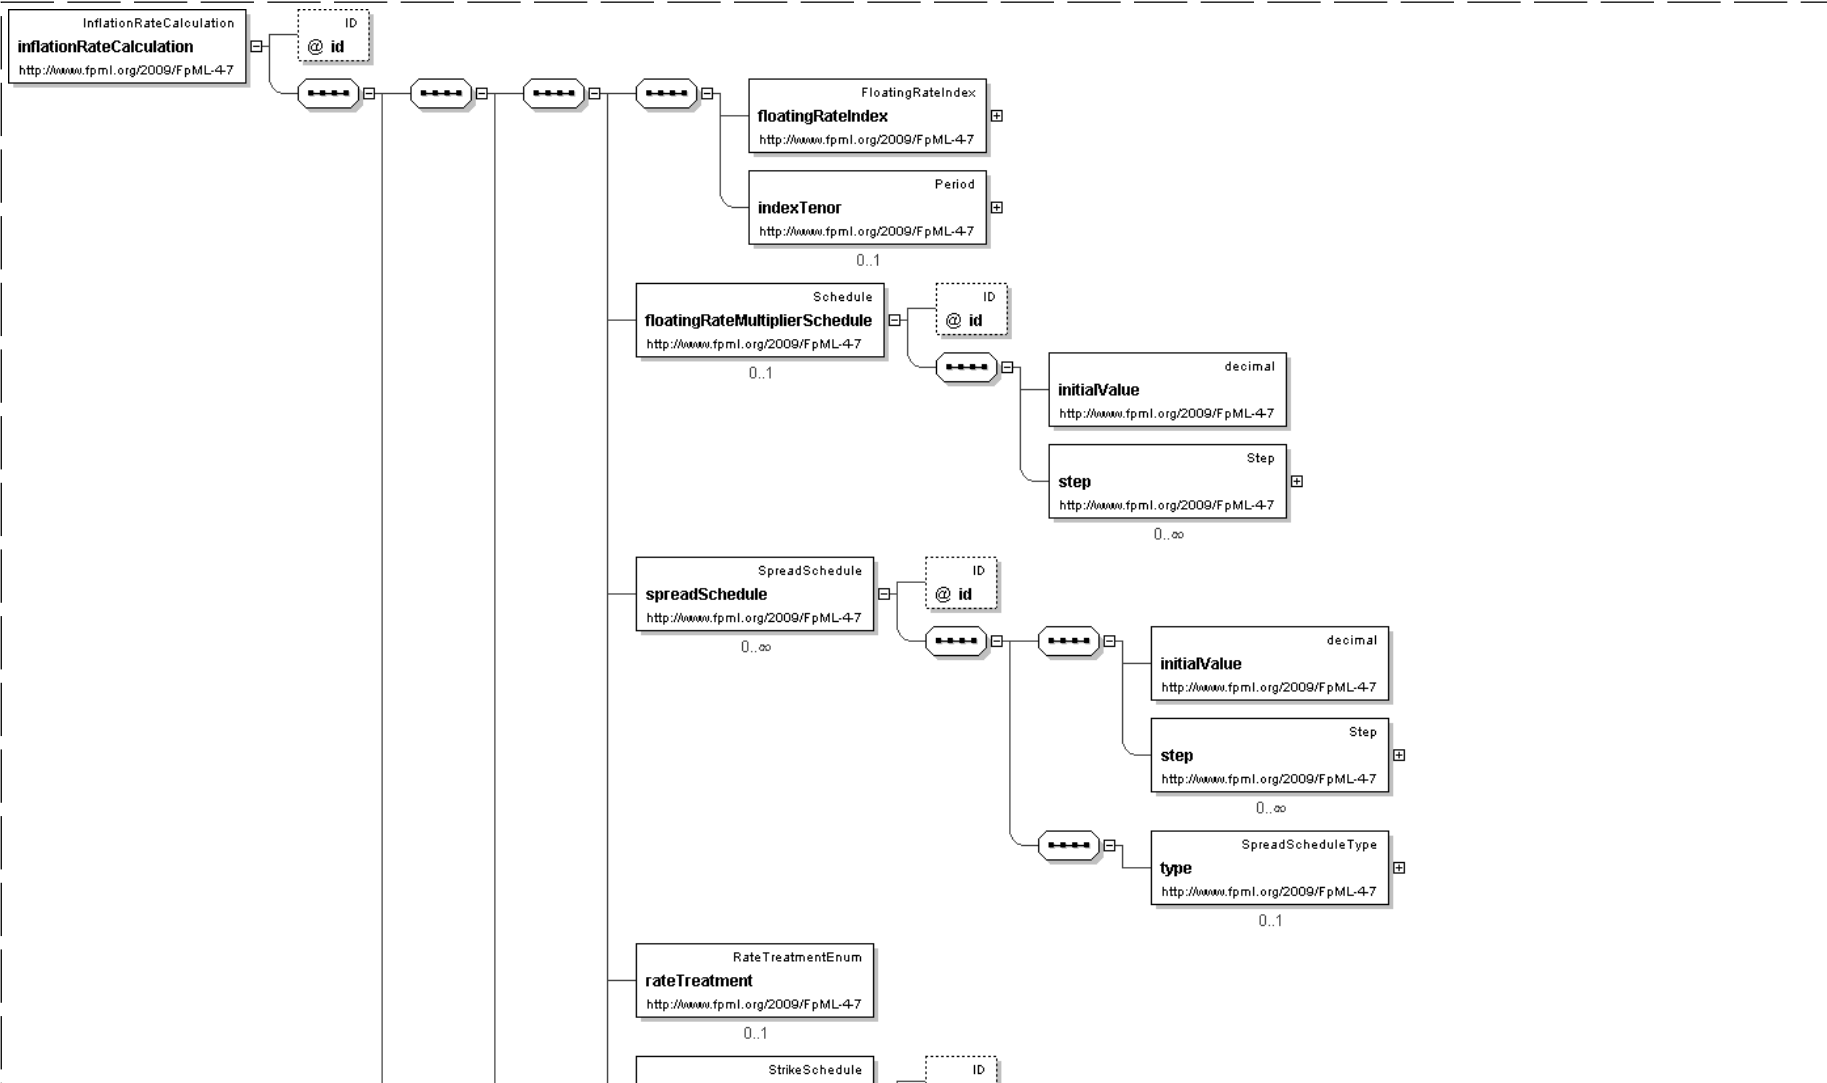 InflationRateCalculation
inflationRateCalculation
http://www.fpml.org/2009/FpML-4-7
ID
@ id
FloatingRateIndex
floatingRateIndex
http://www.fpml.org/2009/FpML-4-7
Period
indexTenor
http://www.fpml.org/2009/FpML-4-7
0..1
Schedule
floatingRateMultiplierSchedule
http://www.fpml.org/2009/FpML-4-7
0..1
ID
@ id
decimal
initialValue
http://www.fpml.org/2009/FpML-4-7
Step
step
http://www.fpml.org/2009/FpML-4-7
0..∞
SpreadSchedule
spreadSchedule
http://www.fpml.org/2009/FpML-4-7
0..∞
ID
@ id
decimal
initialValue
http://www.fpml.org/2009/FpML-4-7
Step
step
http://www.fpml.org/2009/FpML-4-7
0..∞
SpreadScheduleType
type
http://www.fpml.org/2009/FpML-4-7
0..1
RateTreatmentEnum
rateTreatment
http://www.fpml.org/2009/FpML-4-7
0..1
StrikeSchedule
ID